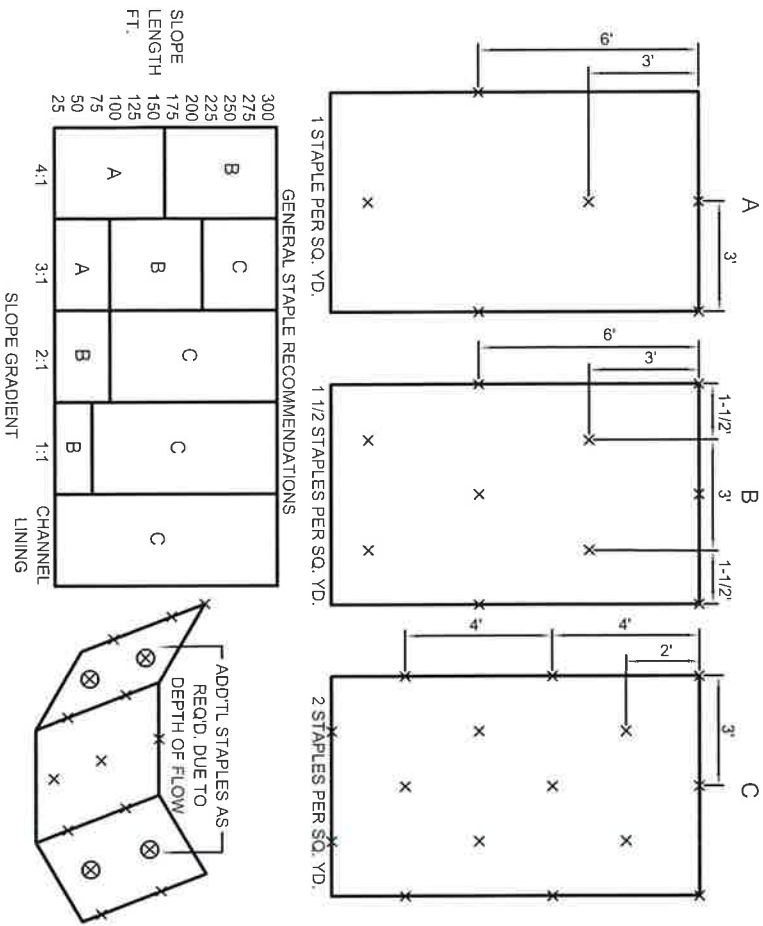 A
3'
6'
3'
1 STAPLE PER SQ. YD.
B
1-1/2'
3'
1-1/2'
6'
3'
1 1/2 STAPLES PER SQ. YD.
C
3'
4'
4'
2'
2 STAPLES PER SQ. YD.
GENERAL STAPLE RECOMMENDATIONS
SLOPE
LENGTH
FT.
300
275
250
225
200
175
150
125
100
75
50
25
B
A
C
B
A
C
B
C
B
C
4:1
3:1
2:1
1:1
CHANNEL
LINING
SLOPE GRADIENT
ADD'TL STAPLES AS
REQ'D. DUE TO
DEPTH OF FLOW